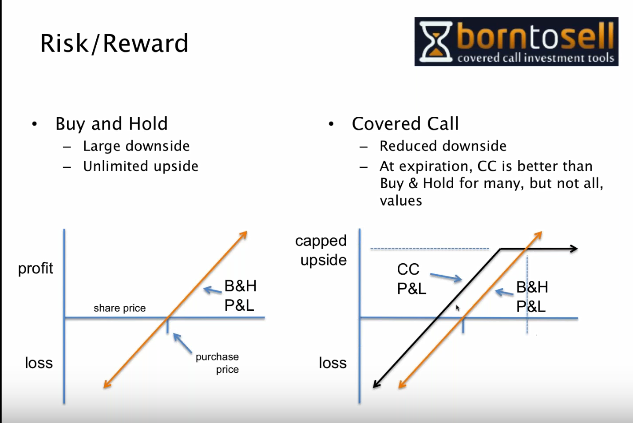 Risk/Reward
borntosell
covered call investment tools
• Buy and Hold
– Large downside
– Unlimited upside
• Covered Call
– Reduced downside
– At expiration, CC is better than
Buy & Hold for many, but not all,
values
profit
loss
share price
B&H
P&L
purchase
price
capped
upside
loss
CC
P&L
B&H
P&L